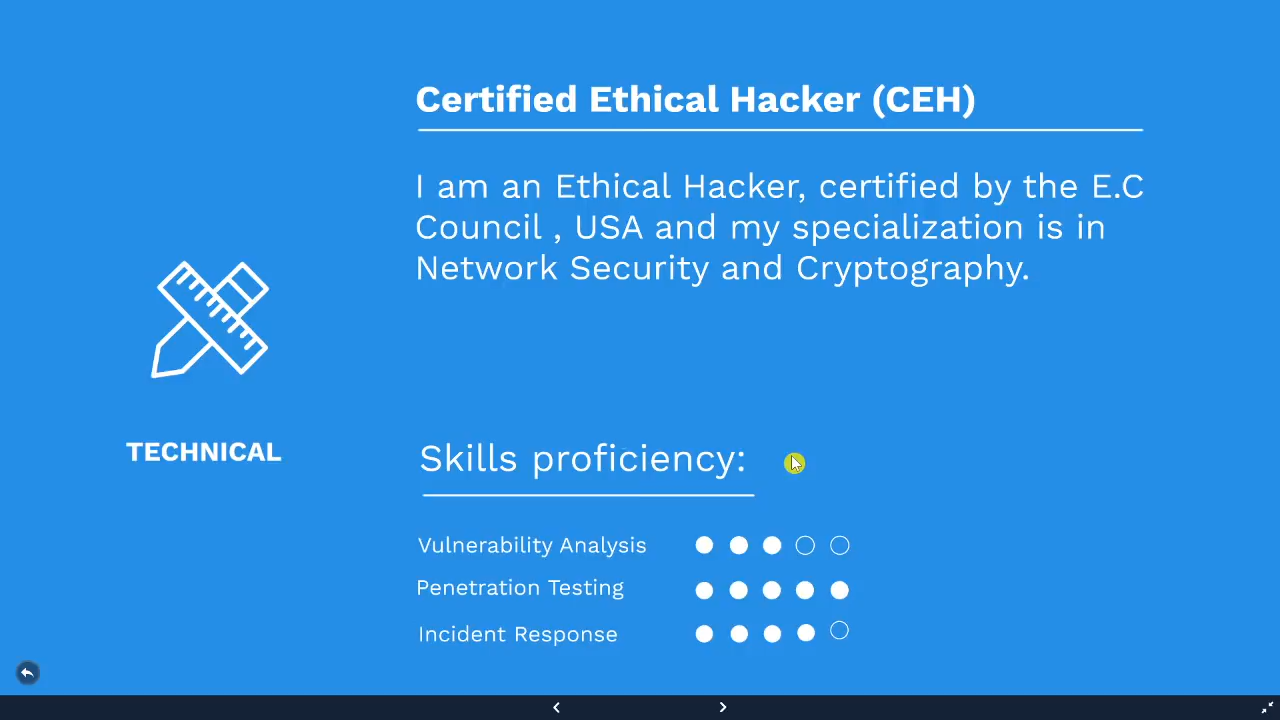 Certified Ethical Hacker (CEH)
I am an Ethical Hacker, certified by the E.C
Council , USA and my specialization is in
Network Security and Cryptography.
TECHNICAL
Skills proficiency:
Vulnerability Analysis
Penetration Testing
Incident Response